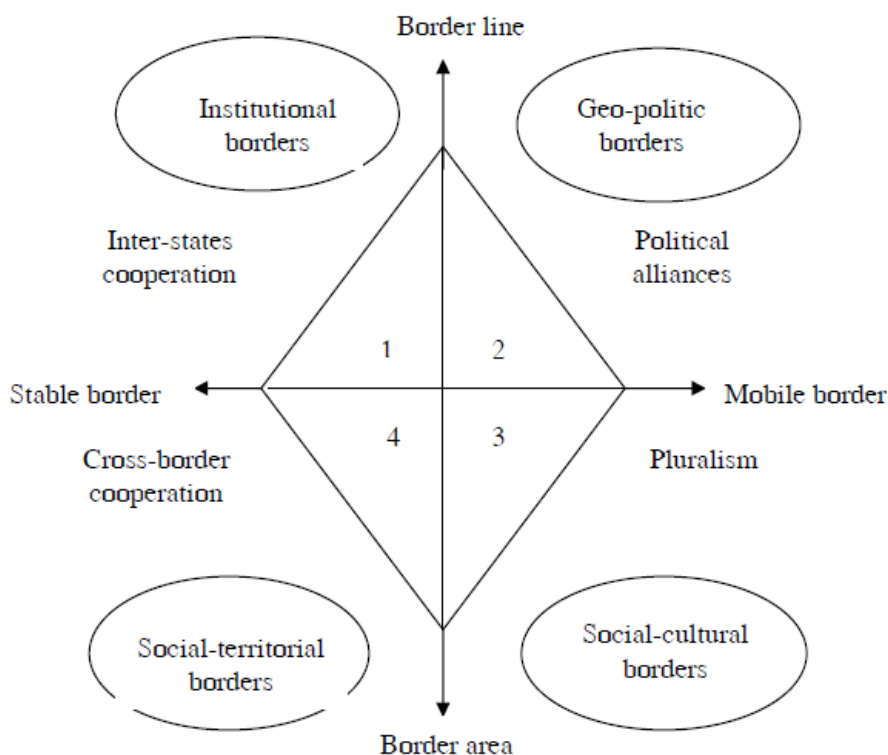 Border line
Institutional
borders
Geo-politic
borders
Inter-states
cooperation
Political
alliances
1
2
Stable border
Mobile border
4
3
Cross-border
cooperation
Pluralism
Social-territorial
borders
Social-cultural
borders
Border area